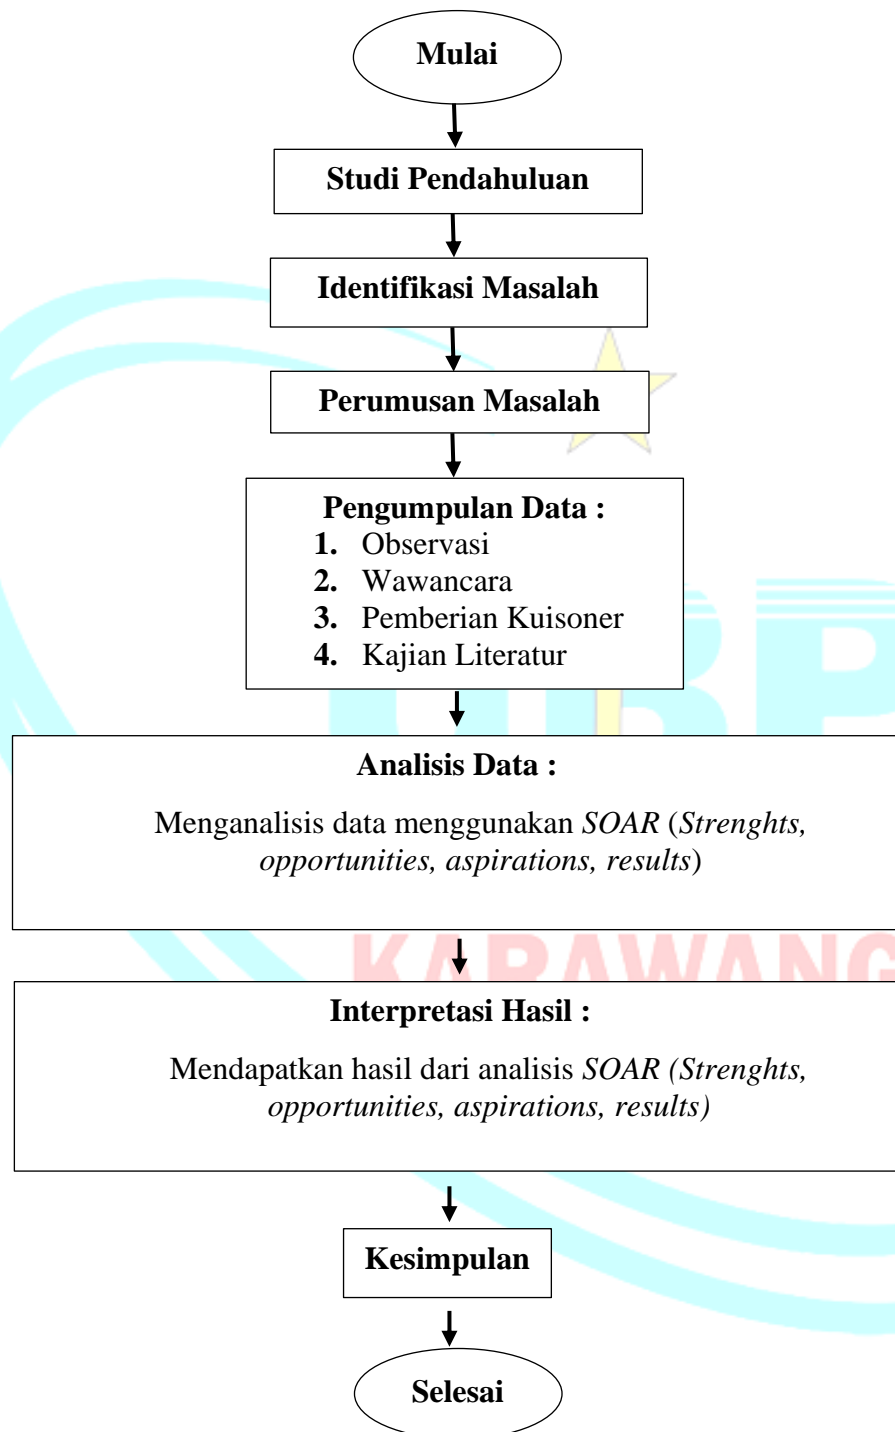 Mulai
Studi Pendahuluan
Identifikasi Masalah
Perumusan Masalah
Pengumpulan Data :
1. Observasi
2. Wawancara
3. Pemberian Kuisoner
4. Kajian Literatur
Analisis Data :
Menganalisis data menggunakan SOAR (Strenghts,
opportunities, aspirations, results)
KARAWANG
Interpretasi Hasil :
Mendapatkan hasil dari analisis SOAR (Strenghts,
opportunities, aspirations, results)
Kesimpulan
Selesai